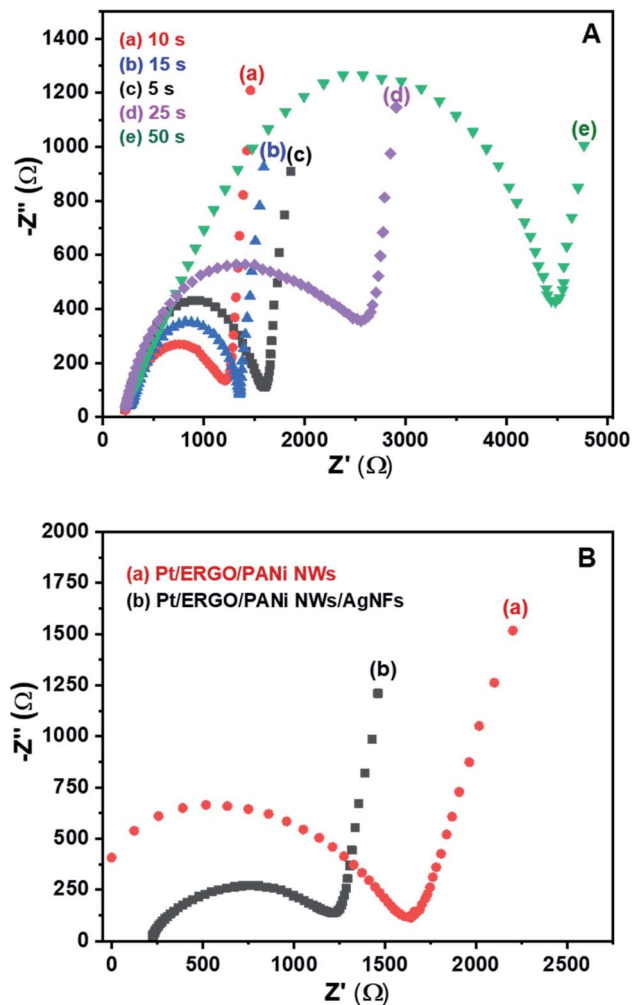 A
(a) 10 s
(b) 15 s
(c) 5 s
(d) 25 s
(e) 50 s
(a)
(b)
(c)
(d)
(e)
1400
1200
1000
800
600
400
200
0
-Z'' (Ω)
0 1000 2000 3000 4000 5000
Z' (Ω)
B
(a) Pt/ERGO/PANi NWs
(b) Pt/ERGO/PANi NWs/AgNFs
(a)
(b)
2000
1750
1500
1250
1000
750
500
250
0
-Z'' (Ω)
0 500 1000 1500 2000 2500
Z' (Ω)